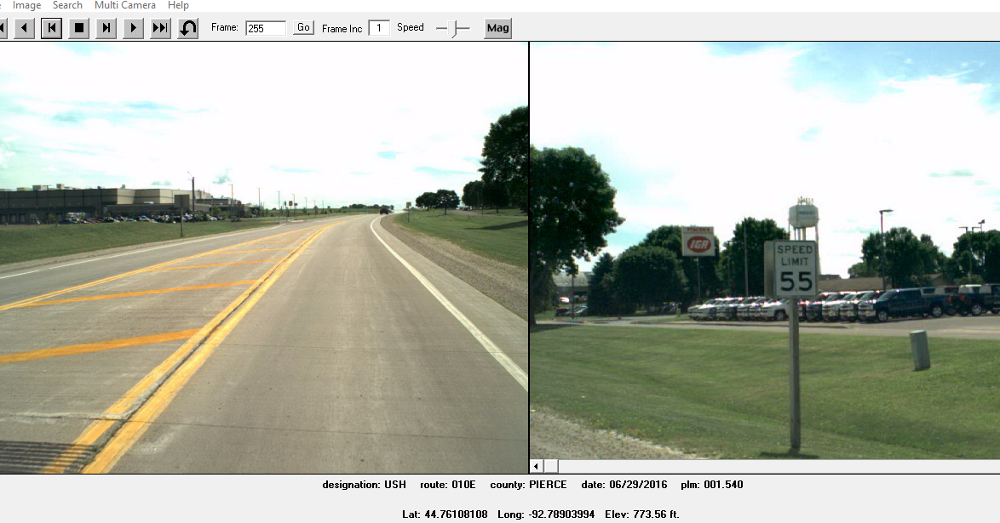 Image Search Multi Camera Help
Frame: 255 Go Frame Inc 1 Speed Mag
IGA
SPEED
LIMIT
55
designation: USH route: 010E county: PIERCE date: 06/29/2016 plm: 001.540
Lat: 44.76108108 Long: -92.78903994 Elev: 773.56 ft.